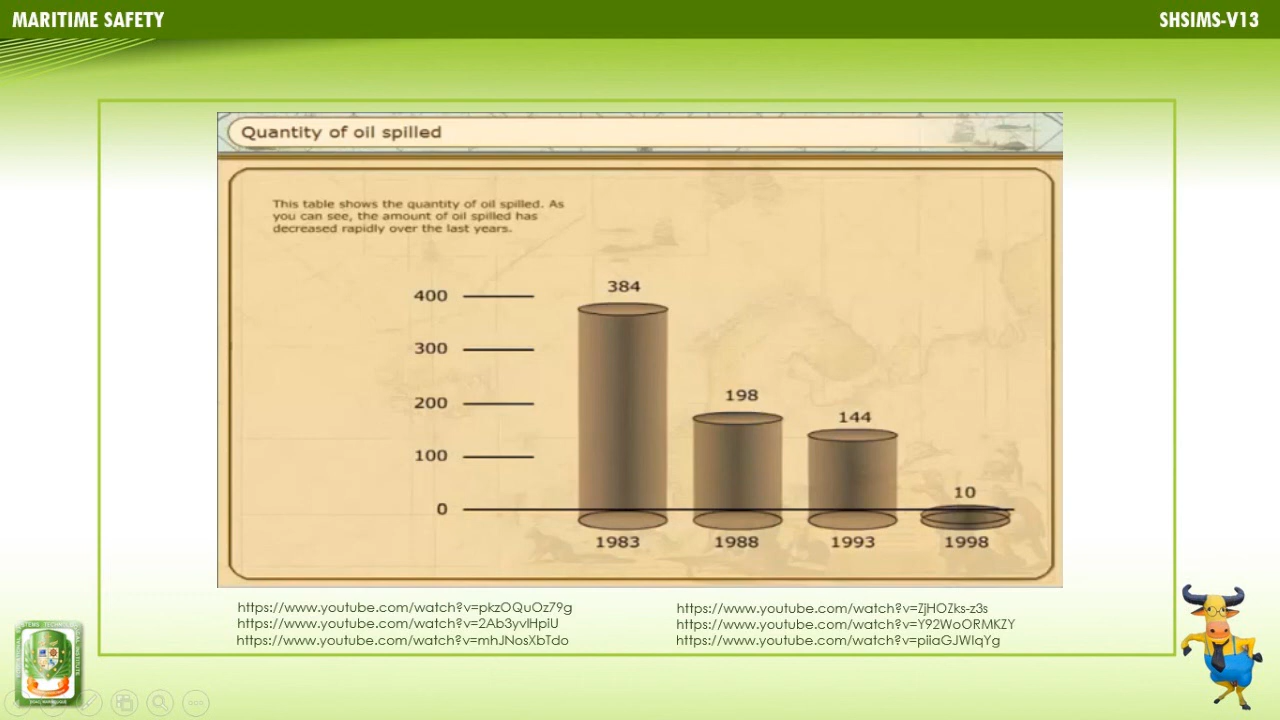 MARITIME SAFETY
SHSIMS-V13
Quantity of oil spilled
This table shows the quantity of oil spilled. As
you can see, the amount of oil spilled has
decreased rapidly over the last years.
384
400
300
198
200
144
100
10
0
1983 1988 1993 1998
https://www.youtube.com/watch?v=pkzOQuOz79g
https://www.youtube.com/watch?v=2Ab3yvlHpiU
https://www.youtube.com/watch?v=mhJNosXbTdo
https://www.youtube.com/watch?v=ZjHOZks-z3s
https://www.youtube.com/watch?v=Y92WoORMKZY
https://www.youtube.com/watch?v=piiaGJWIqYg